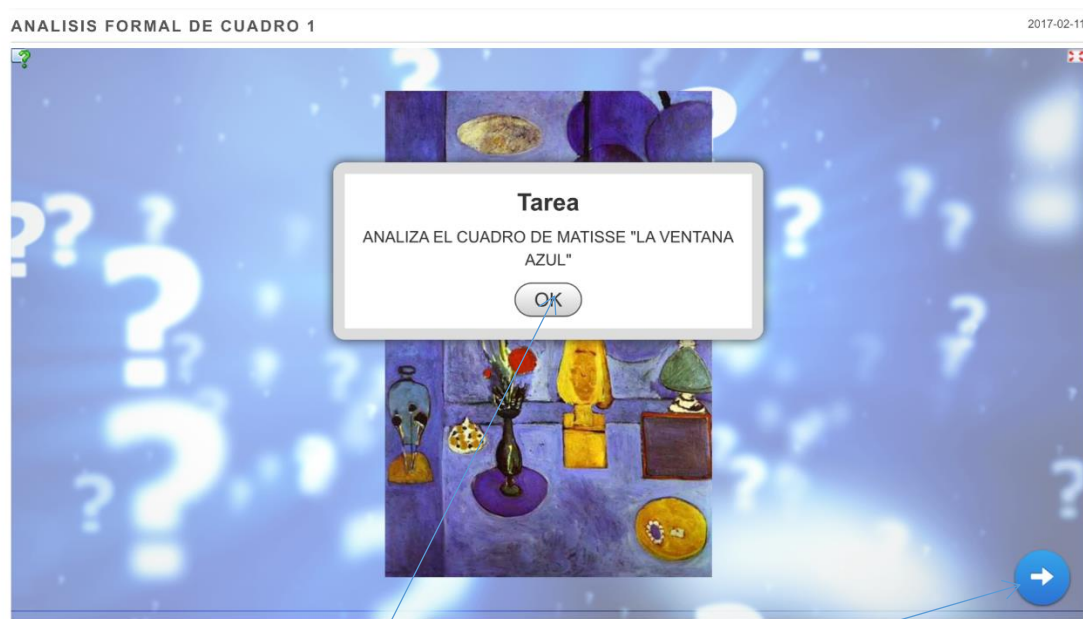 ANALISIS FORMAL DE CUADRO 1
2017-02-11
Tarea
ANALIZA EL CUADRO DE MATISSE "LA VENTANA
AZUL"
OK